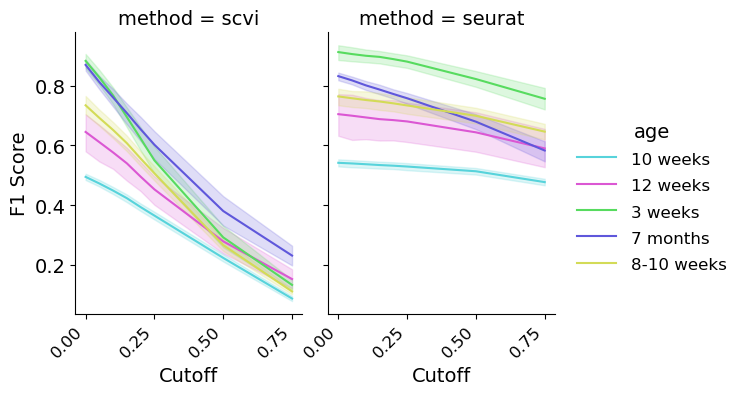 method = scvi
method = seurat
F1 Score
0.8
0.6
0.4
0.2
0.00
0.25
0.50
0.75
0.00
0.25
0.50
0.75
Cutoff
Cutoff
age
10 weeks
12 weeks
3 weeks
7 months
8-10 weeks